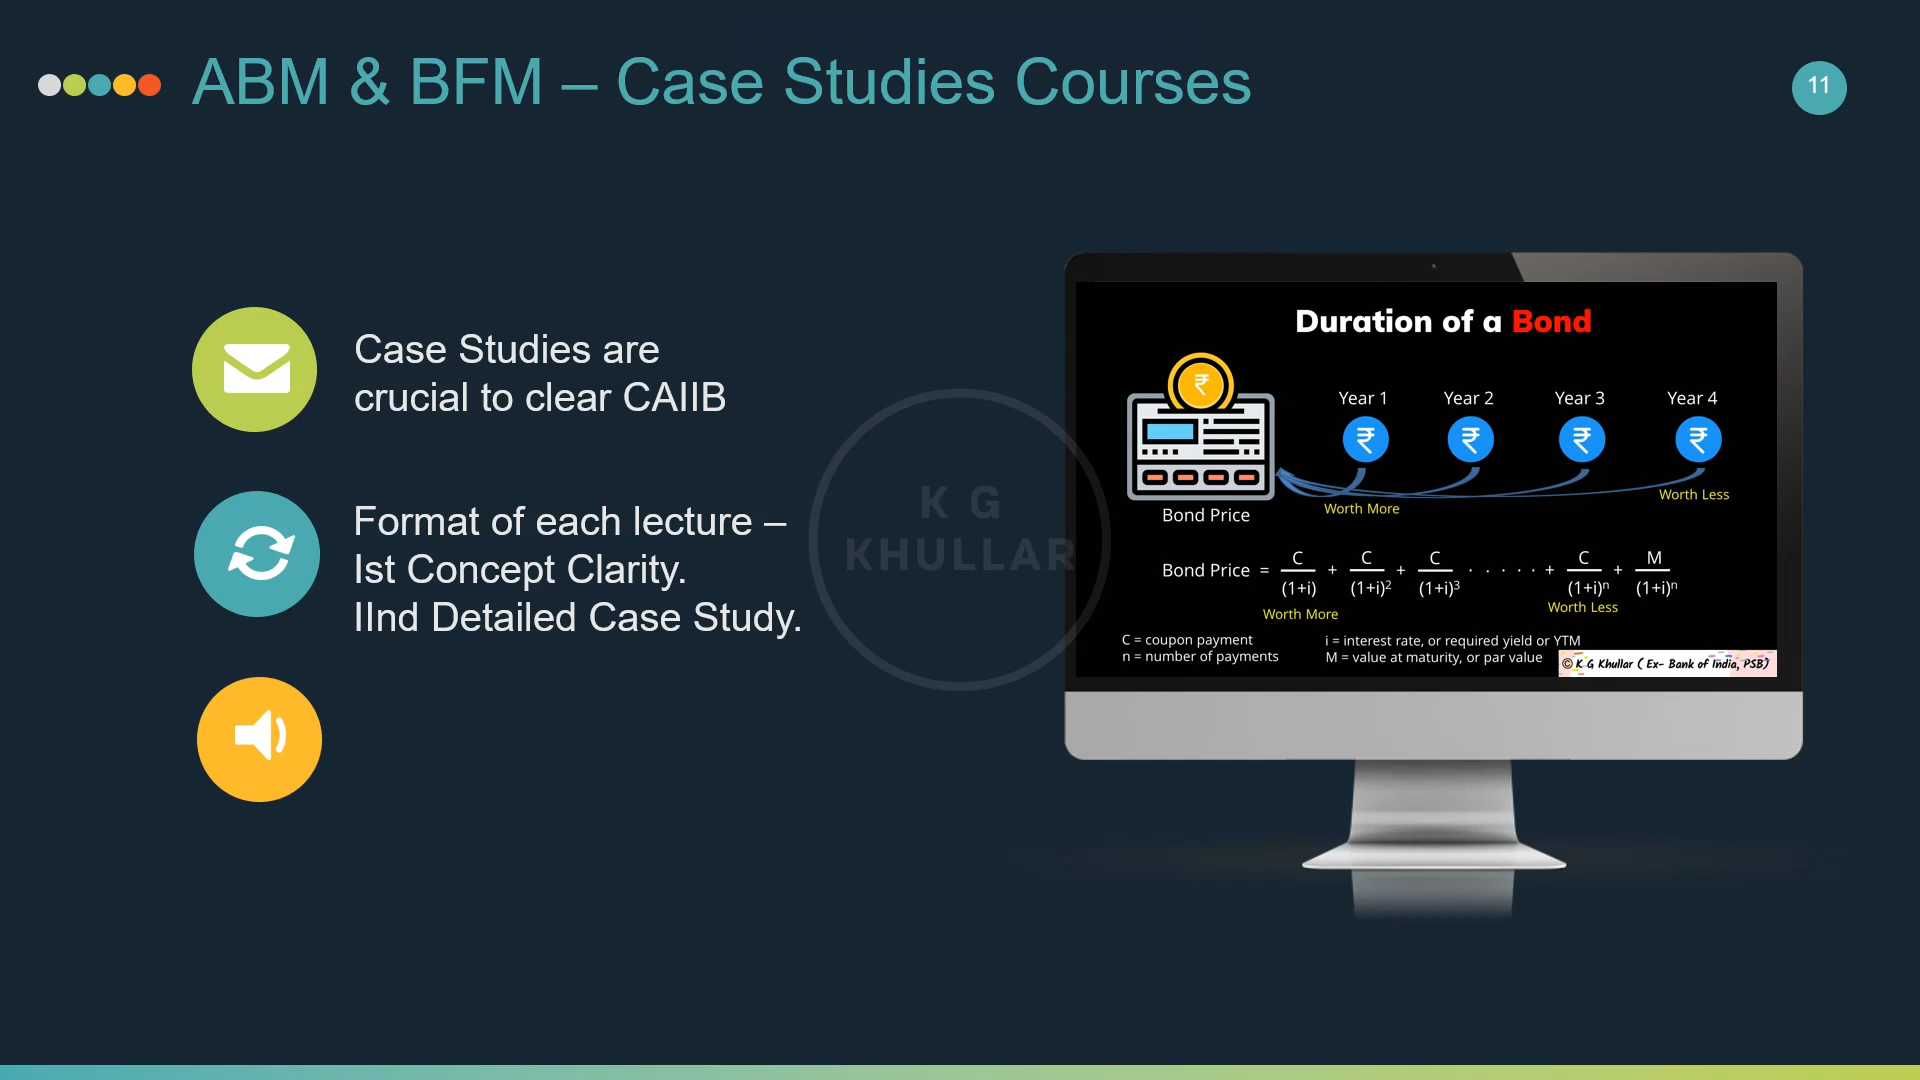 ABM & BFM – Case Studies Courses
11
Case Studies are
crucial to clear CAIIB
Format of each lecture –
Ist Concept Clarity.
IInd Detailed Case Study.
K G
KHULLAR
Duration of a Bond
Year 1 Year 2 Year 3 Year 4
Worth More
Worth Less
Bond Price
Bond Price = C/(1+i) + C/(1+i)² + C/(1+i)³ . . . . . + C/(1+i)ⁿ + M/(1+i)ⁿ
Worth More
Worth Less
C = coupon payment
n = number of payments
i = interest rate, or required yield or YTM
M = value at maturity, or par value
© K G Khullar ( Ex- Bank of India, PSB)